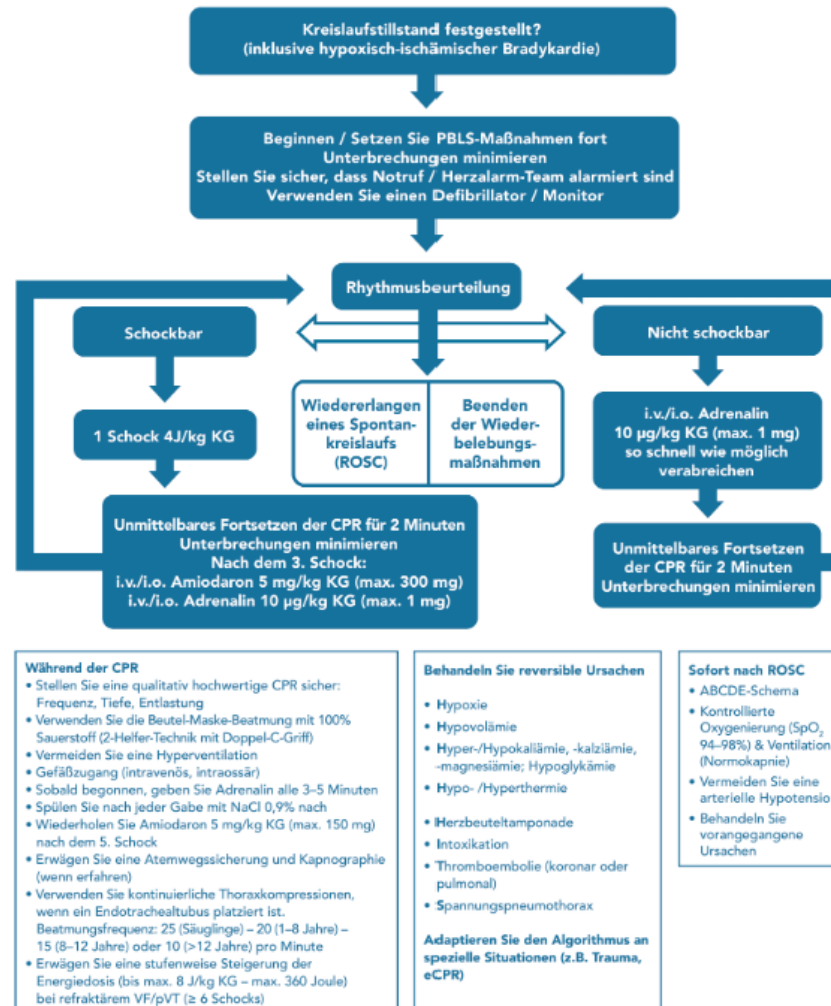 Kreislaufstillstand festgestellt?
(inklusive hypoxisch-ischämischer Bradykardie)
Beginnen / Setzen Sie PBLS-Maßnahmen fort
Unterbrechungen minimieren
Stellen Sie sicher, dass Notruf / Herzalarm-Team alarmiert sind
Verwenden Sie einen Defibrillator / Monitor
Rhythmusbeurteilung
Schockbar
1 Schock 4J/kg KG
Unmittelbares Fortsetzen der CPR für 2 Minuten
Unterbrechungen minimieren
Nach dem 3. Schock:
i.v./i.o. Amiodaron 5 mg/kg KG (max. 300 mg)
i.v./i.o. Adrenalin 10 µg/kg KG (max. 1 mg)
Wiedererlangen
eines Spontan-
kreislaufs
(ROSC)
Beenden
der Wieder-
belebungs-
maßnahmen
Nicht schockbar
i.v./i.o. Adrenalin
10 µg/kg KG (max. 1 mg)
so schnell wie möglich
verabreichen
Unmittelbares Fortsetzen
der CPR für 2 Minuten
Unterbrechungen minimieren
Während der CPR
• Stellen Sie eine qualitativ hochwertige CPR sicher:
Frequenz, Tiefe, Entlastung
• Verwenden Sie die Beutel-Maske-Beatmung mit 100%
Sauerstoff (2-Helfer-Technik mit Doppel-C-Griff)
• Vermeiden Sie eine Hyperventilation
• Gefäßzugang (intravenös, intraossär)
• Sobald begonnen, geben Sie Adrenalin alle 3–5 Minuten
• Spülen Sie nach jeder Gabe mit NaCl 0,9% nach
• Wiederholen Sie Amiodaron 5 mg/kg KG (max. 150 mg)
nach dem 5. Schock
• Erwägen Sie eine Atemwegssicherung und Kapnographie
(wenn erfahren)
• Verwenden Sie kontinuierliche Thoraxkompressionen,
wenn ein Endotrachealtubus platziert ist.
Beatmungsfrequenz: 25 (Säuglinge) – 20 (1–8 Jahre) –
15 (8–12 Jahre) oder 10 (>12 Jahre) pro Minute
• Erwägen Sie eine stufenweise Steigerung der
Energiedosis (bis max. 8 J/kg KG – max. 360 Joule)
bei refraktärem VF/pVT (≥ 6 Schocks)
Behandeln Sie reversible Ursachen
• Hypoxie
• Hypovolämie
• Hyper-/Hypokaliämie, -kalziämie,
-magnesiämie; Hypoglykämie
• Hypo- /Hyperthermie
• Herzbeuteltamponade
• Intoxikation
• Thromboembolie (koronar oder
pulmonal)
• Spannungspneumothorax
Adaptieren Sie den Algorithmus an
spezielle Situationen (z.B. Trauma,
eCPR)
Sofort nach ROSC
• ABCDE-Schema
• Kontrollierte
Oxygenierung (SpO₂
94–98%) & Ventilation
(Normokapnie)
• Vermeiden Sie eine
arterielle Hypotensio
• Behandeln Sie
vorangegangene
Ursachen